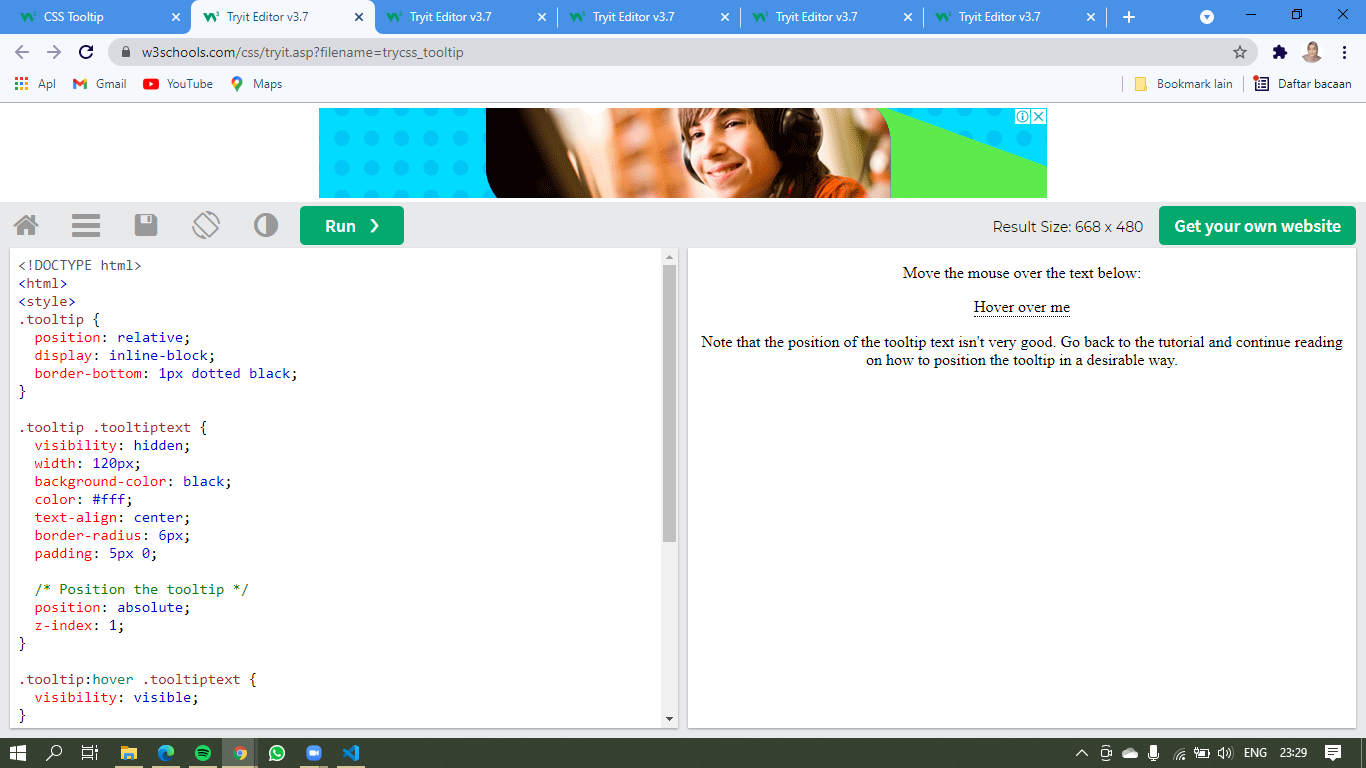 CSS Tooltip
Tryit Editor v3.7
Tryit Editor v3.7
Tryit Editor v3.7
Tryit Editor v3.7
Tryit Editor v3.7
w3schools.com/css/tryit.asp?filename=trycss_tooltip
Apl
Gmail
YouTube
Maps
Bookmark lain
Daftar bacaan
Run ❯
Result Size: 668 x 480
Get your own website
<!DOCTYPE html>
<html>
<style>
.tooltip {
  position: relative;
  display: inline-block;
  border-bottom: 1px dotted black;
}

.tooltip .tooltiptext {
  visibility: hidden;
  width: 120px;
  background-color: black;
  color: #fff;
  text-align: center;
  border-radius: 6px;
  padding: 5px 0;

  /* Position the tooltip */
  position: absolute;
  z-index: 1;
}

.tooltip:hover .tooltiptext {
  visibility: visible;
}
Move the mouse over the text below:
Hover over me
Note that the position of the tooltip text isn't very good. Go back to the tutorial and continue reading
on how to position the tooltip in a desirable way.
ENG
23:29